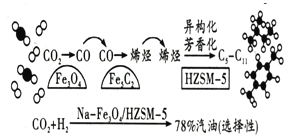 异构化
芳香化
CO₂ → CO CO → 烯烃 烯烃 → C₅-C₁₁
Fe₃O₄ Fe₅C₂ HZSM-5
CO₂+H₂ Na-Fe₃O₄/HZSM-5 → 78%汽油(选择性)